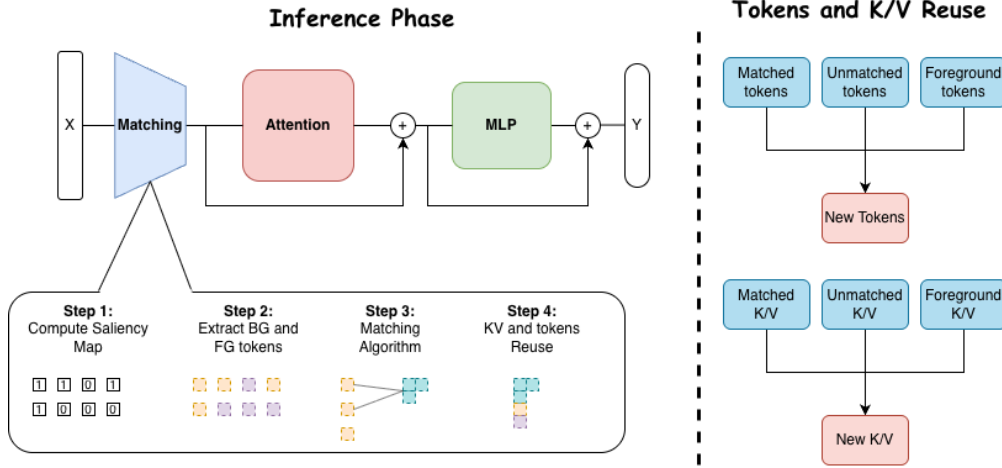 Inference Phase
X
Matching
Attention
+
MLP
+
Y
Step 1:
Compute Saliency
Map
1 1 0 1
1 0 0 0
Step 2:
Extract BG and
FG tokens
Step 3:
Matching
Algorithm
Step 4:
KV and tokens
Reuse
Tokens and K/V Reuse
Matched
tokens
Unmatched
tokens
Foreground
tokens
New Tokens
Matched
K/V
Unmatched
K/V
Foreground
K/V
New K/V